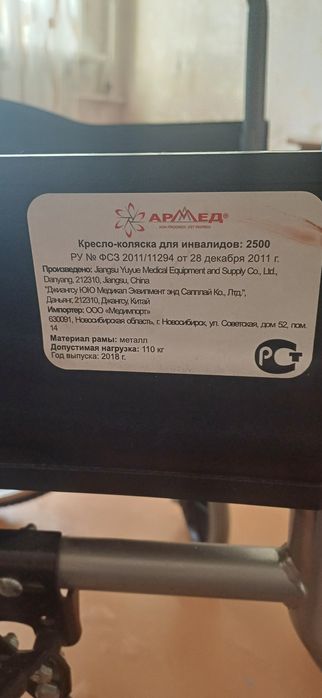 АРМЕД®
Кресло-коляска для инвалидов: 2500
РУ № ФСЗ 2011/11294 от 28 декабря 2011 г.
Произведено: Jiangsu Yuyue Medical Equipment and Supply Co., Ltd.,
Danyang, 212310, Jiangsu, China
"Джиангсу ЮЮ Медикал Эквипмент энд Сапплай Ко., Лтд.",
Даньянг, 212310, Джангсу, Китай
Импортер: ООО «Медимпорт»
630091, Новосибирская область, г. Новосибирск, ул. Советская, дом 52, пом.
14
Материал рамы: металл
Допустимая нагрузка: 110 кг
Год выпуска: 2018 г.
РСТ